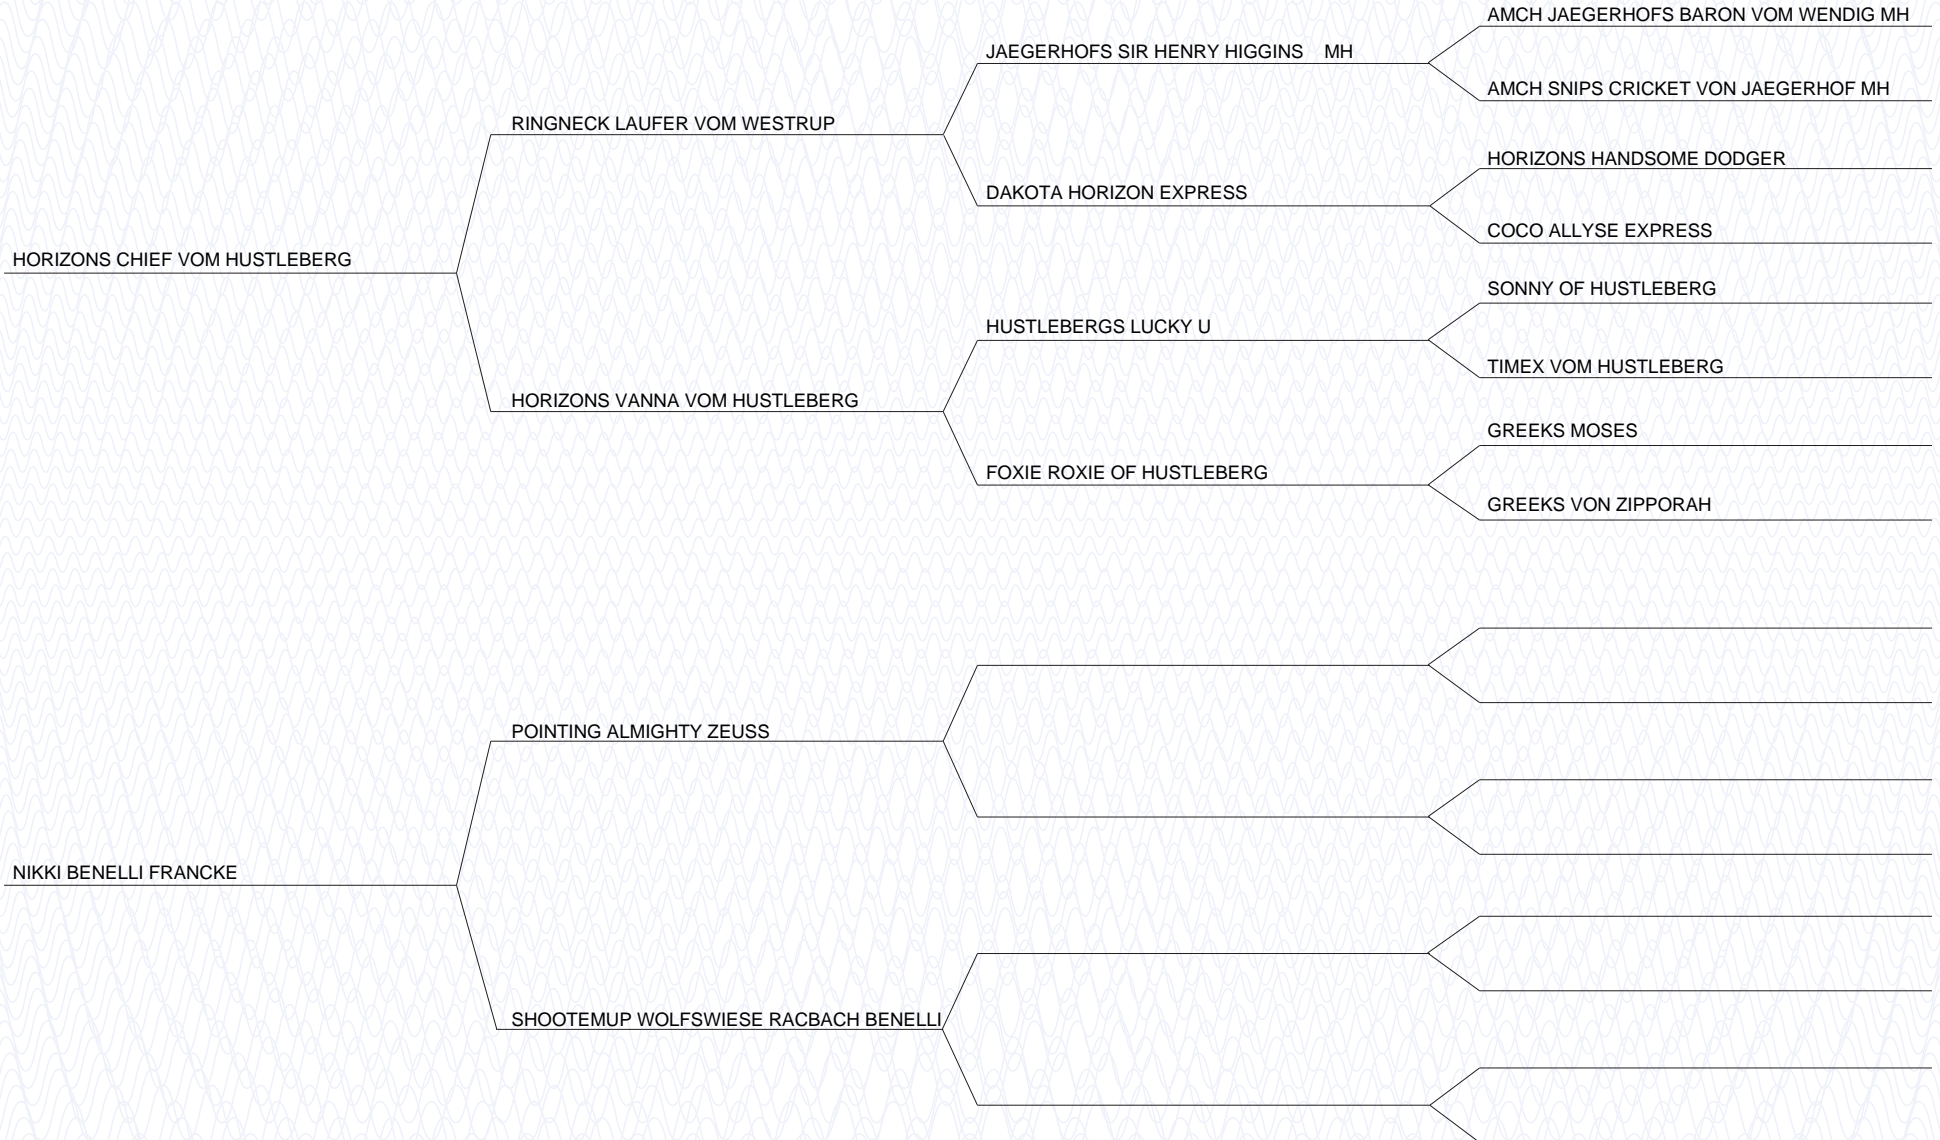 AMCH JAEGERHOFS BARON VOM WENDIG MH
JAEGERHOFS SIR HENRY HIGGINS MH
AMCH SNIPS CRICKET VON JAEGERHOF MH
RINGNECK LAUFER VOM WESTRUP
HORIZONS HANDSOME DODGER
DAKOTA HORIZON EXPRESS
COCO ALLYSE EXPRESS
HORIZONS CHIEF VOM HUSTLEBERG
SONNY OF HUSTLEBERG
HUSTLEBERGS LUCKY U
TIMEX VOM HUSTLEBERG
HORIZONS VANNA VOM HUSTLEBERG
GREEKS MOSES
FOXIE ROXIE OF HUSTLEBERG
GREEKS VON ZIPPORAH
POINTING ALMIGHTY ZEUSS
NIKKI BENELLI FRANCKE
SHOOTEMUP WOLFSWIESE RACBACH BENELLI